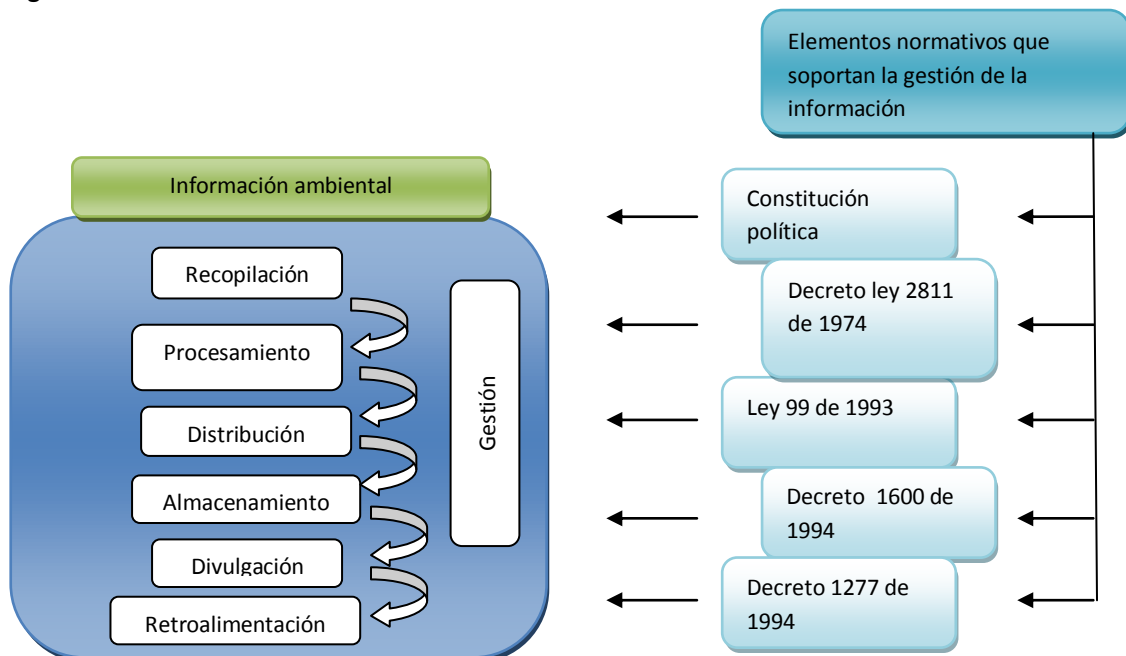 Elementos normativos que
soportan la gestión de la
información
Información ambiental
Recopilación
Procesamiento
Distribución
Almacenamiento
Divulgación
Retroalimentación
Gestión
Constitución
política
Decreto ley 2811
de 1974
Ley 99 de 1993
Decreto 1600 de
1994
Decreto 1277 de
1994